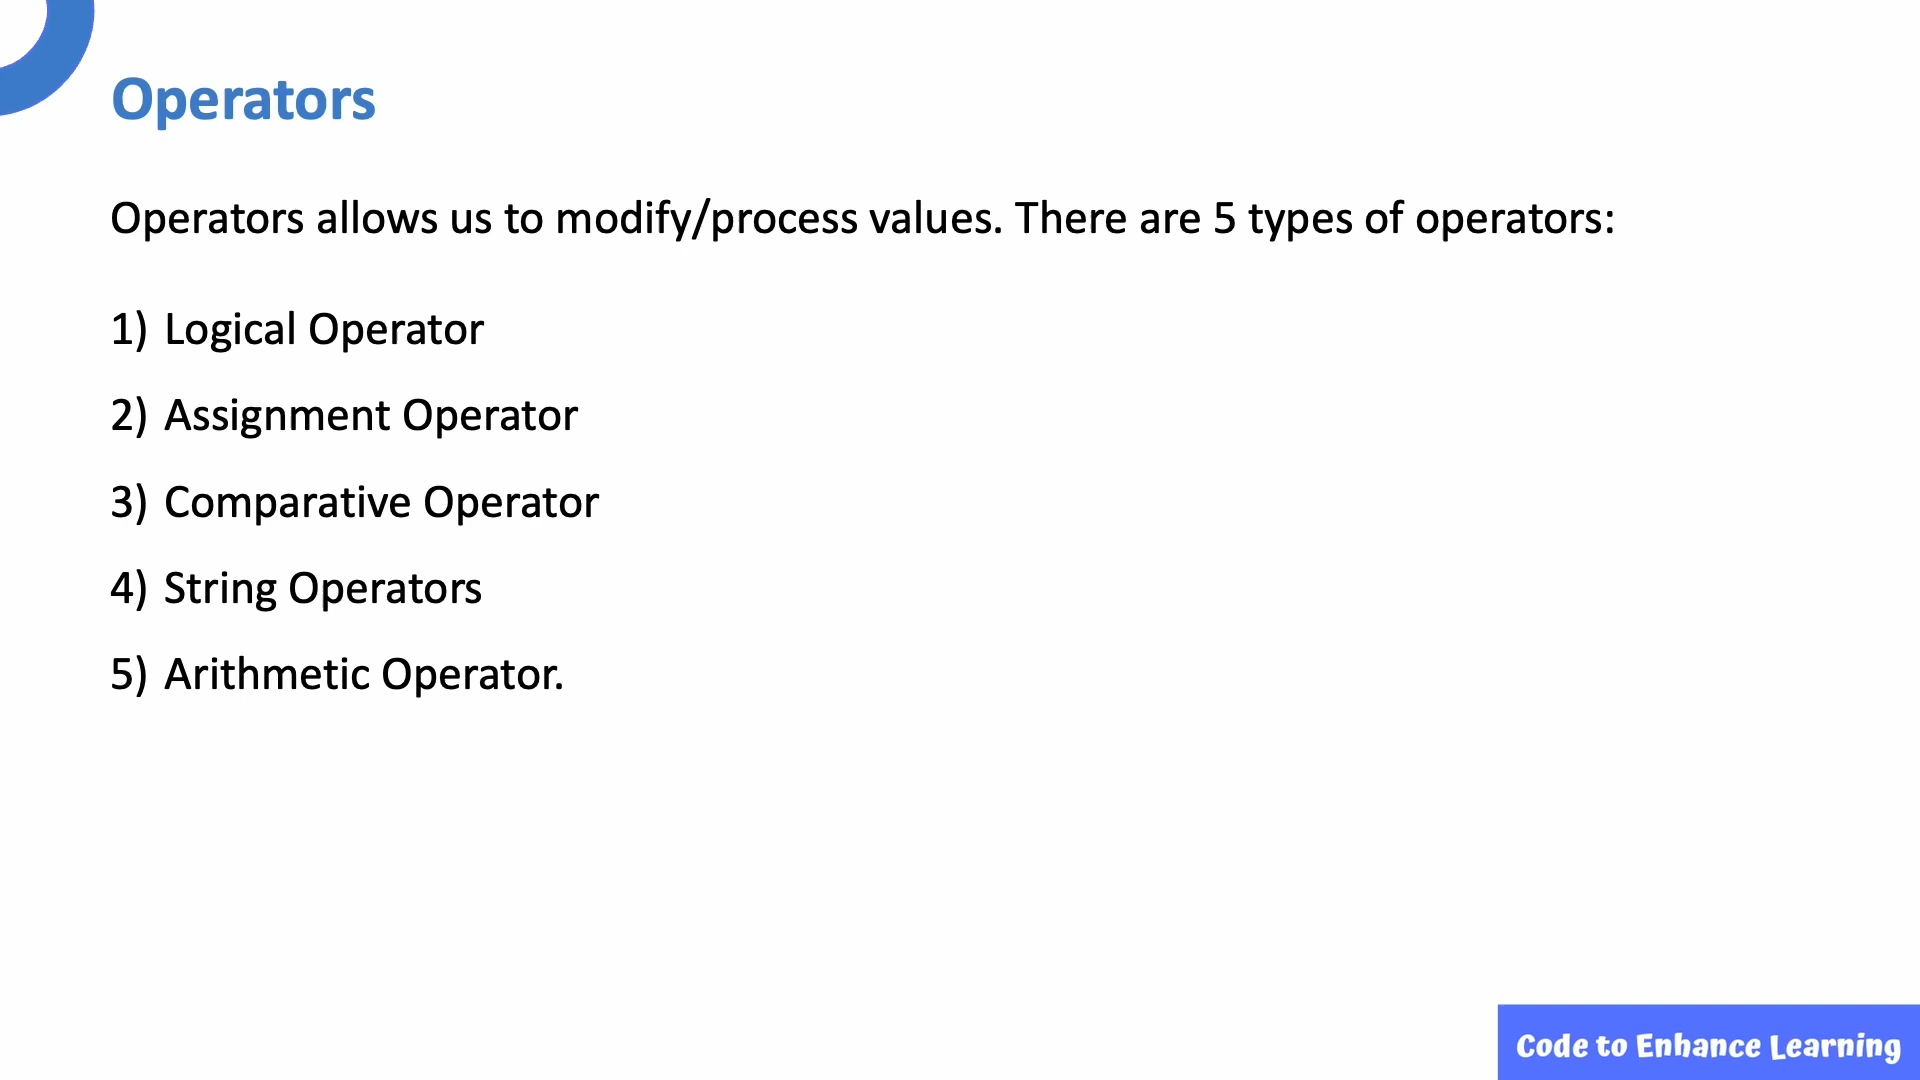 Operators
Operators allows us to modify/process values. There are 5 types of operators:
1) Logical Operator
2) Assignment Operator
3) Comparative Operator
4) String Operators
5) Arithmetic Operator.
Code to Enhance Learning